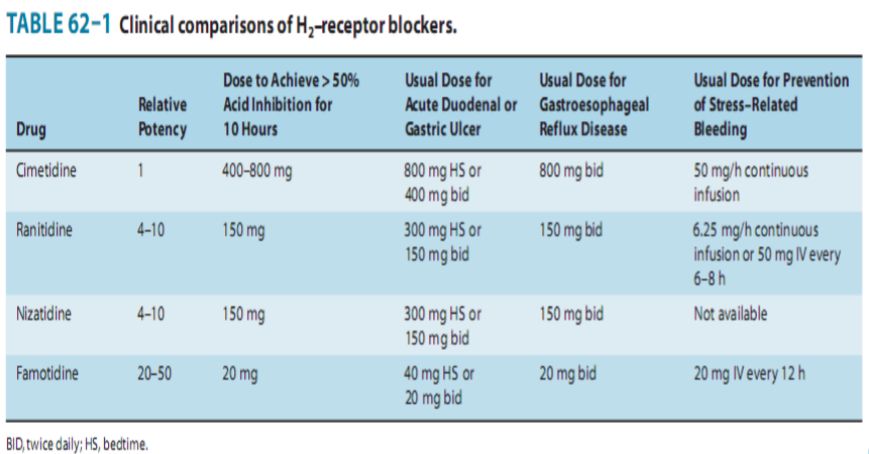 TABLE 62–1 Clinical comparisons of H₂–receptor blockers.
Drug
Relative
Potency
Dose to Achieve > 50%
Acid Inhibition for
10 Hours
Usual Dose for
Acute Duodenal or
Gastric Ulcer
Usual Dose for
Gastroesophageal
Reflux Disease
Usual Dose for Prevention
of Stress–Related
Bleeding
Cimetidine
1
400–800 mg
800 mg HS or
400 mg bid
800 mg bid
50 mg/h continuous
infusion
Ranitidine
4–10
150 mg
300 mg HS or
150 mg bid
150 mg bid
6.25 mg/h continuous
infusion or 50 mg IV every
6–8 h
Nizatidine
4–10
150 mg
300 mg HS or
150 mg bid
150 mg bid
Not available
Famotidine
20–50
20 mg
40 mg HS or
20 mg bid
20 mg bid
20 mg IV every 12 h
BID, twice daily; HS, bedtime.